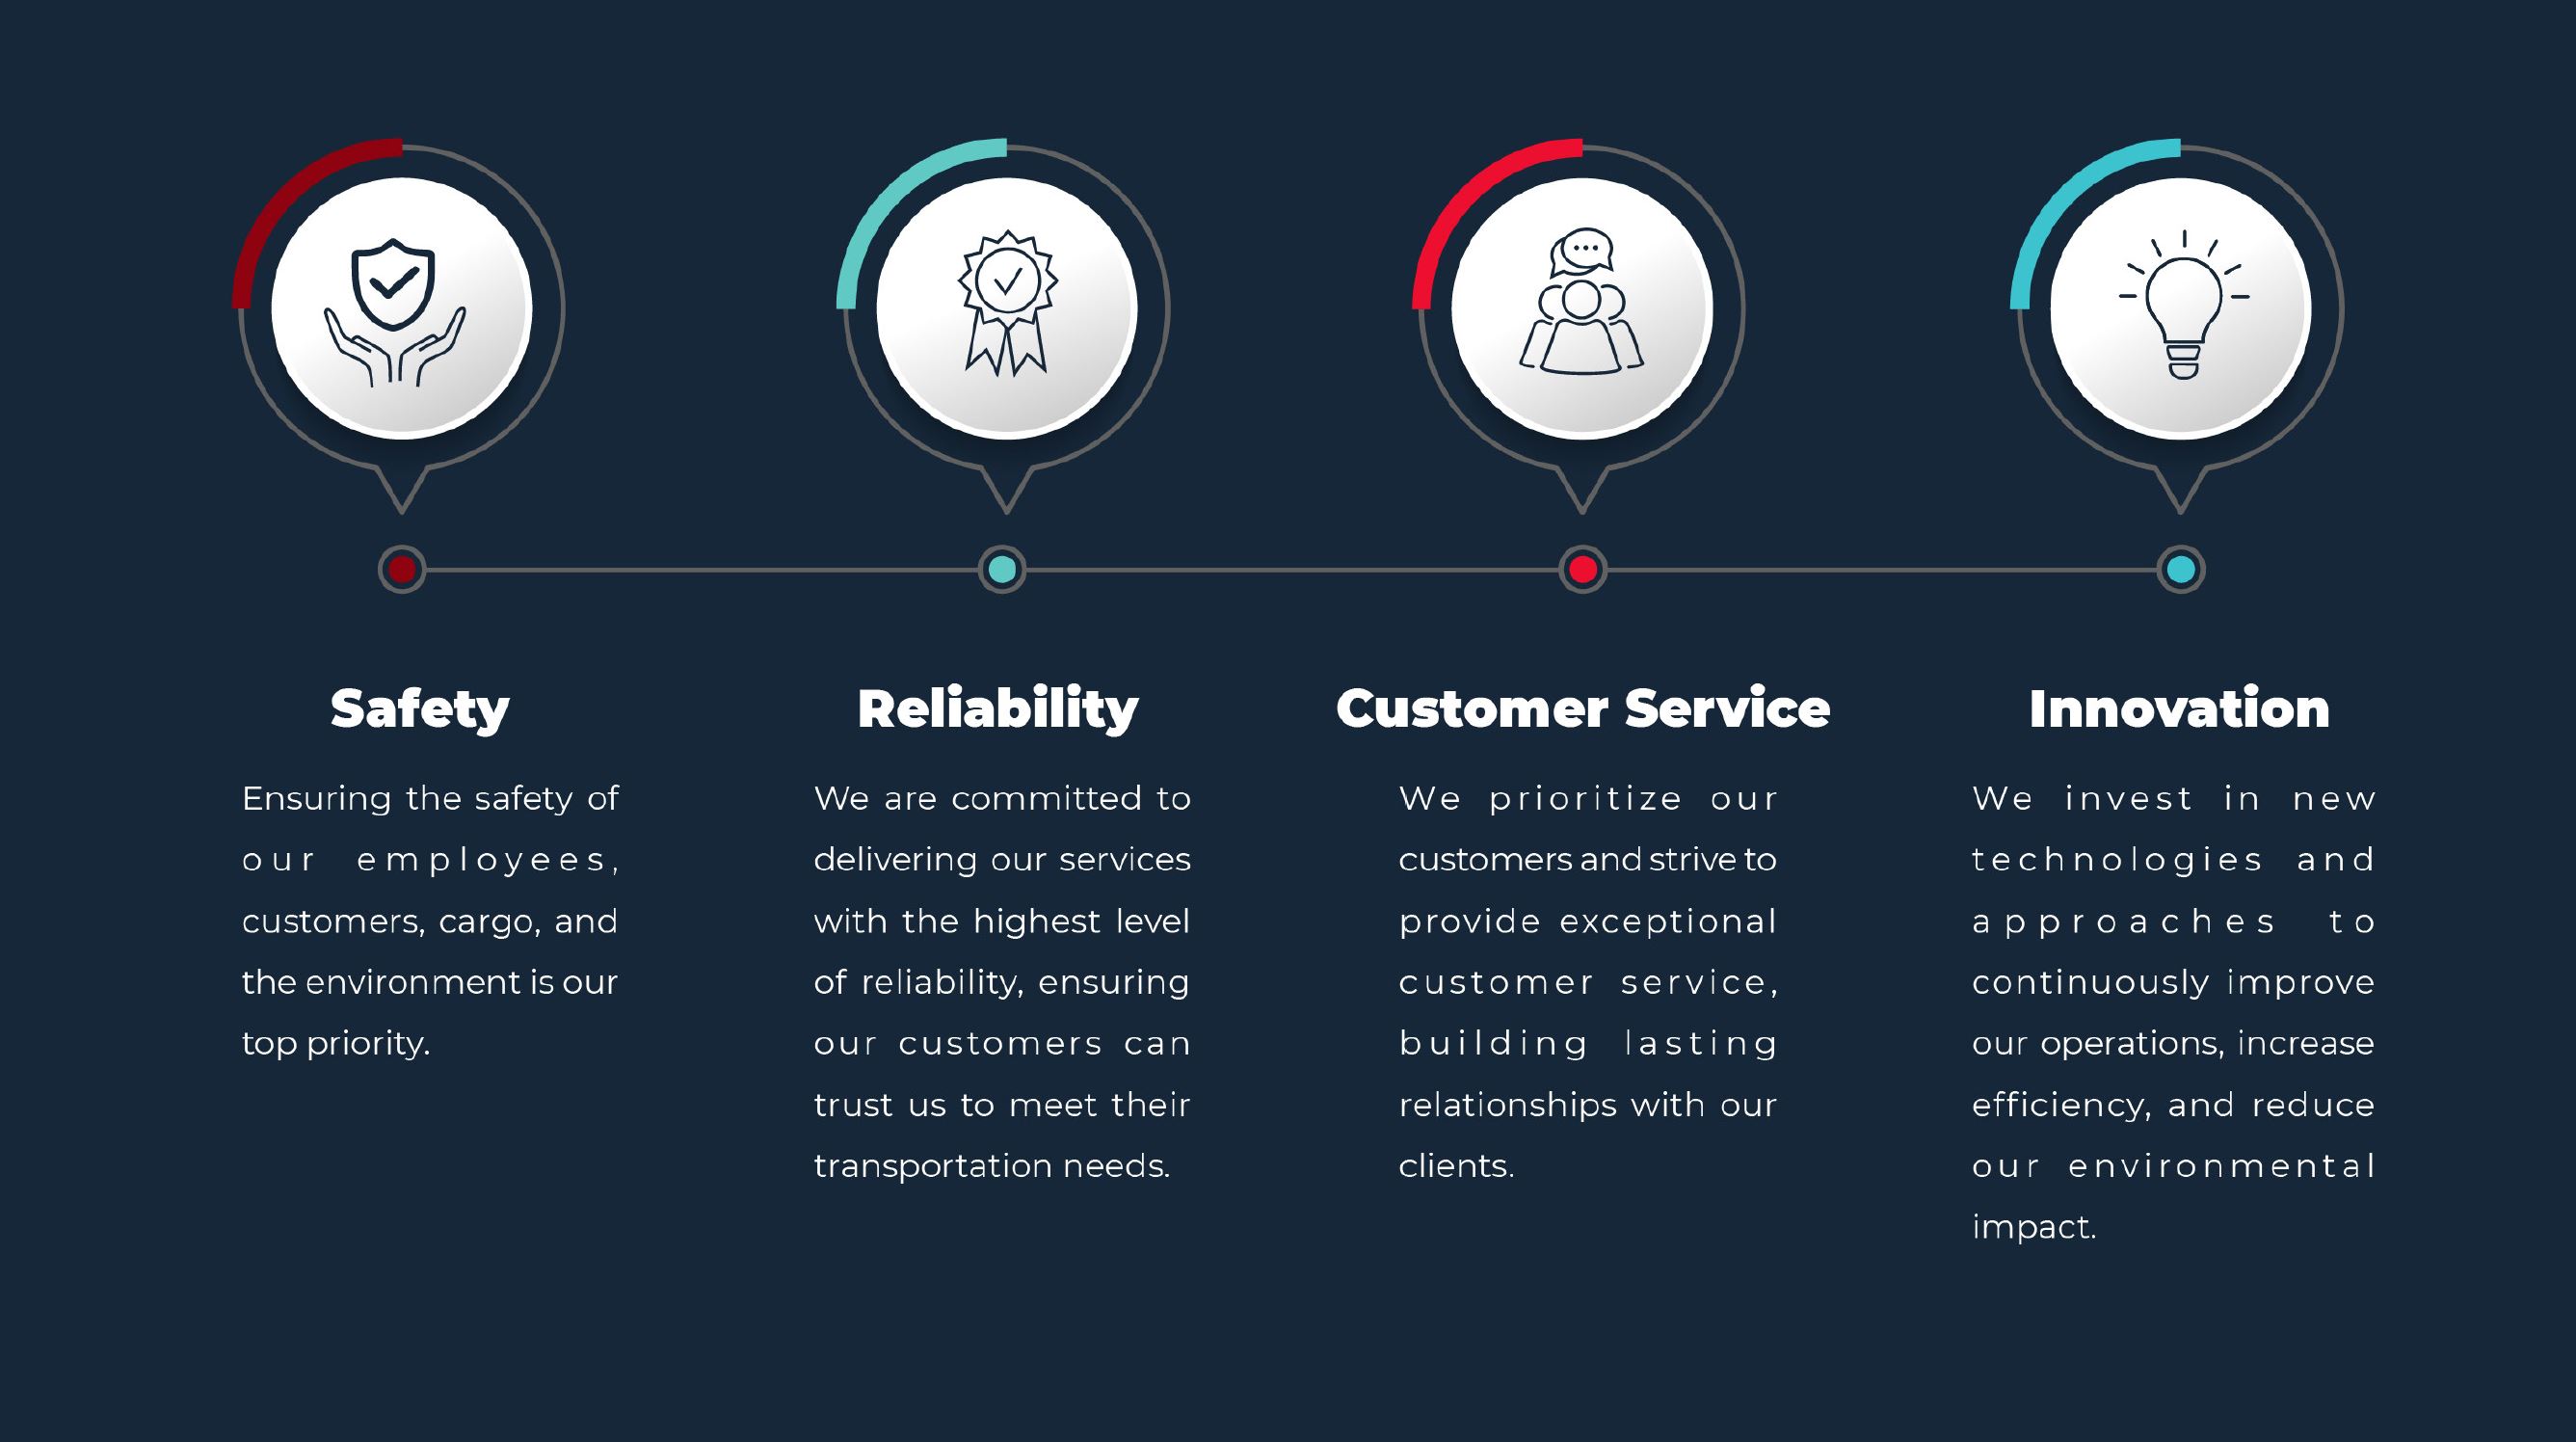 Safety
Ensuring the safety of
our employees,
customers, cargo, and
the environment is our
top priority.
Reliability
We are committed to
delivering our services
with the highest level
of reliability, ensuring
our customers can
trust us to meet their
transportation needs.
Customer Service
We prioritize our
customers and strive to
provide exceptional
customer service,
building lasting
relationships with our
clients.
Innovation
We invest in new
technologies and
approaches to
continuously improve
our operations, increase
efficiency, and reduce
our environmental
impact.